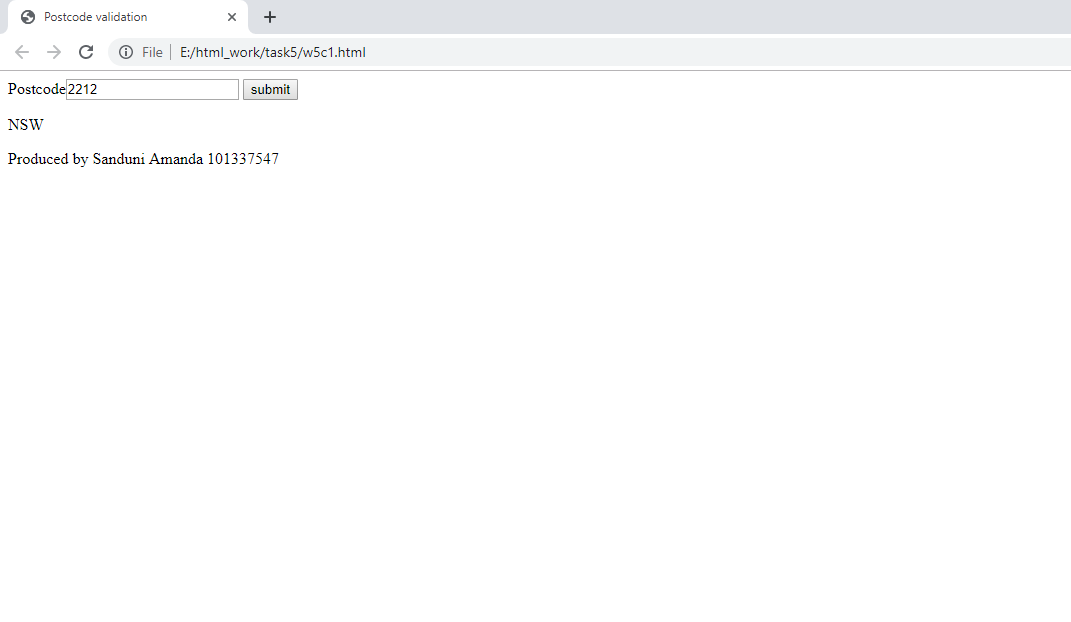 Postcode validation
File E:/html_work/task5/w5c1.html
Postcode 2212 submit
NSW
Produced by Sanduni Amanda 101337547